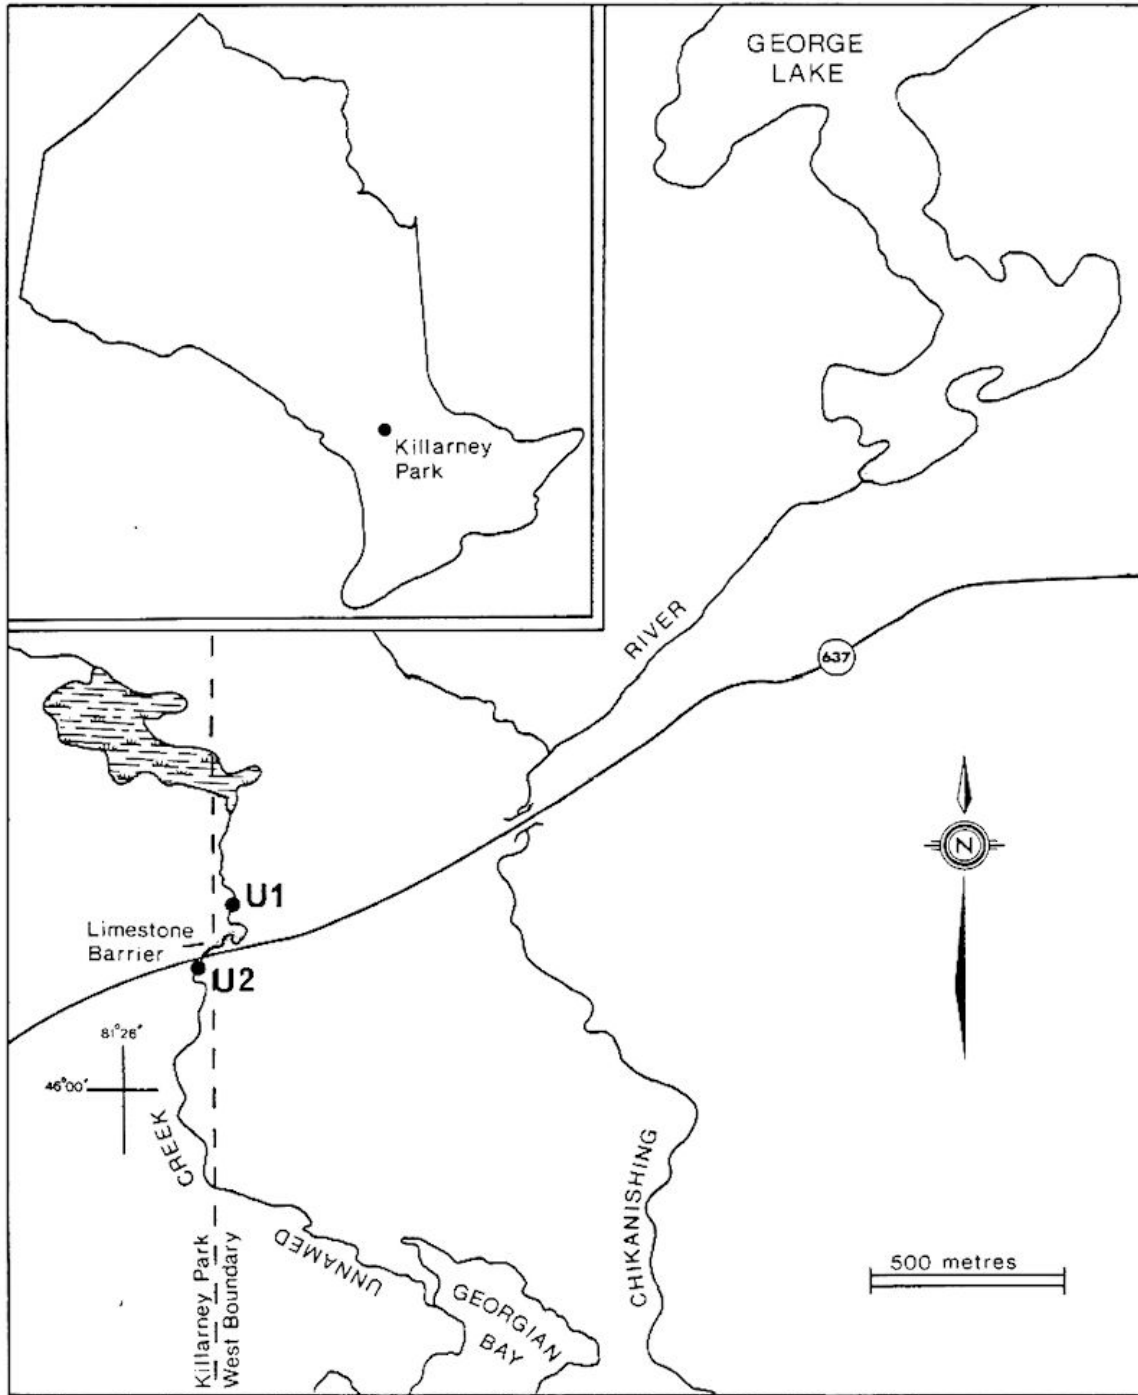 GEORGE
LAKE
Killarney
Park
RIVER
637
N
U1
Limestone
Barrier
U2
81°26'
46°00'
CREEK
UNNAMED
GEORGIAN
BAY
CHIKANISHING
500 metres
Killarney Park
West Boundary